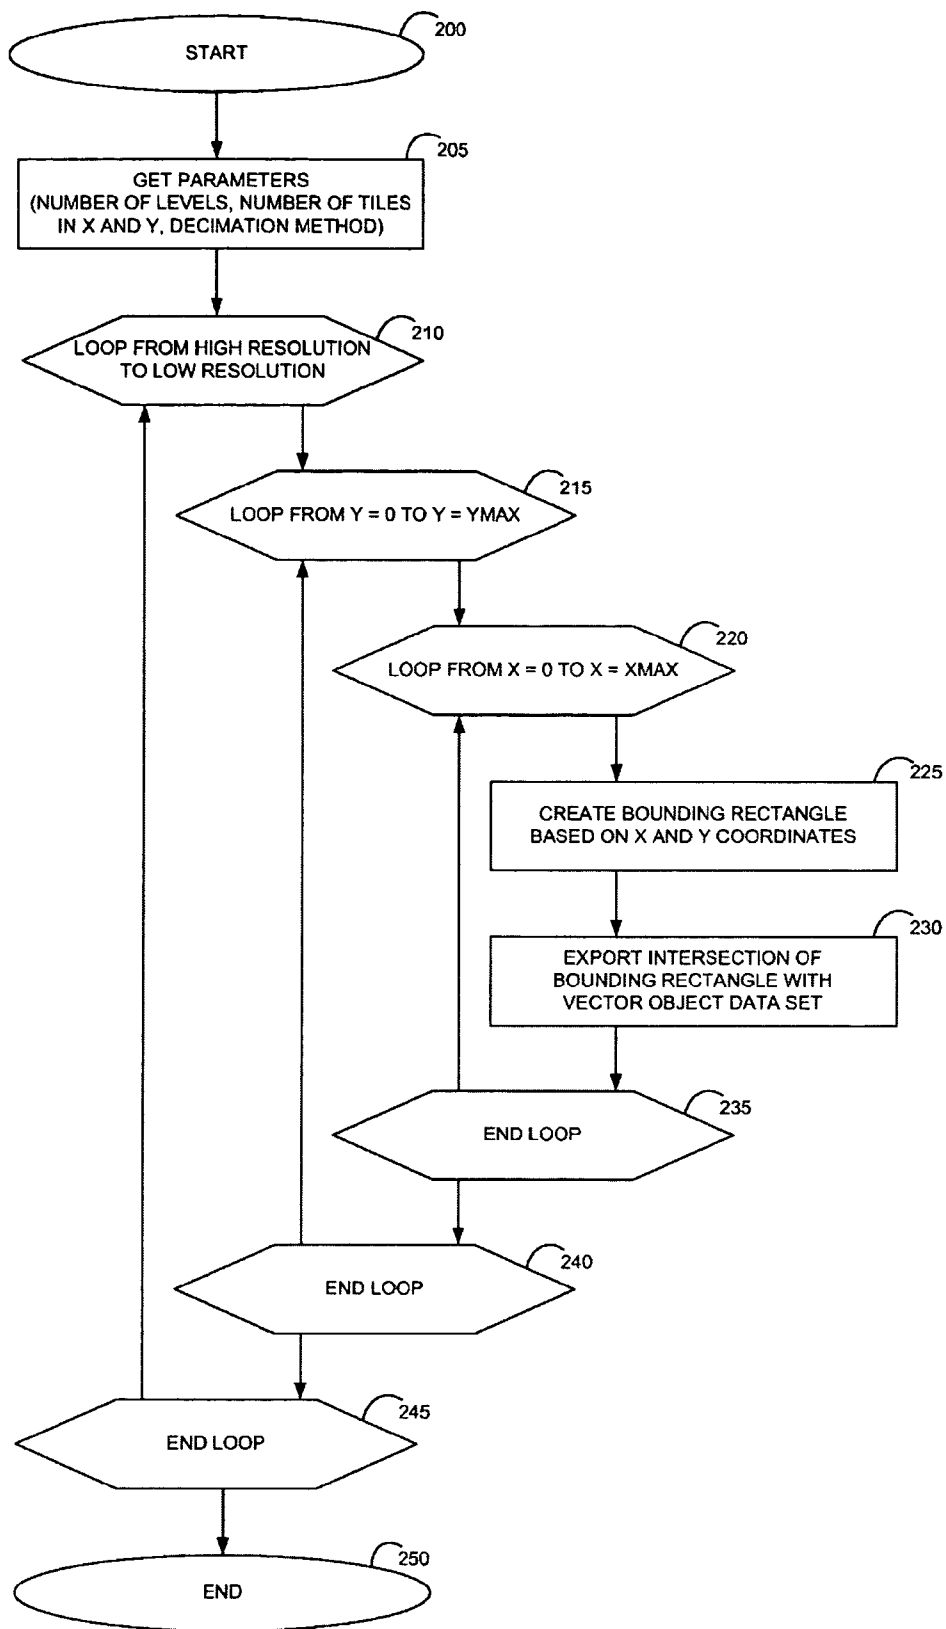 200
START
205
GET PARAMETERS
(NUMBER OF LEVELS, NUMBER OF TILES
IN X AND Y, DECIMATION METHOD)
210
LOOP FROM HIGH RESOLUTION
TO LOW RESOLUTION
215
LOOP FROM Y = 0 TO Y = YMAX
220
LOOP FROM X = 0 TO X = XMAX
225
CREATE BOUNDING RECTANGLE
BASED ON X AND Y COORDINATES
230
EXPORT INTERSECTION OF
BOUNDING RECTANGLE WITH
VECTOR OBJECT DATA SET
235
END LOOP
240
END LOOP
245
END LOOP
250
END